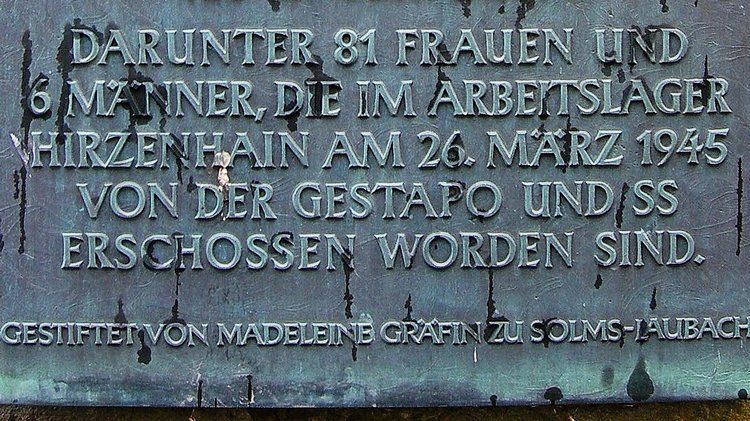 DARUNTER 81 FRAUEN UND
6 MÄNNER, DIE IM ARBEITSLAGER
HIRZENHAIN AM 26. MÄRZ 1945
VON DER GESTAPO UND SS
ERSCHOSSEN WORDEN SIND.
GESTIFTET VON MADELEINE GRÄFIN ZU SOLMS-LAUBACH